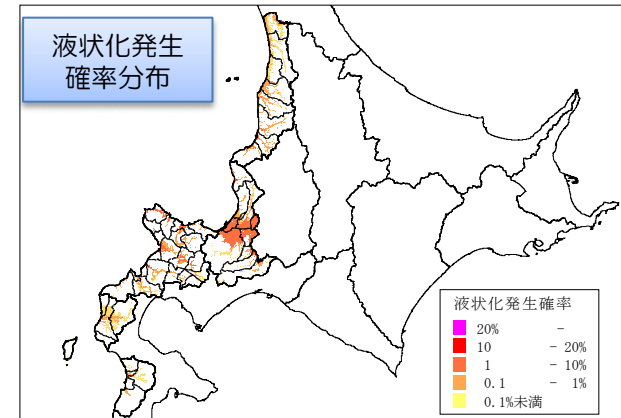 液状化発生
確率分布
液状化発生確率
20% -
10 - 20%
1 - 10%
0.1 - 1%
0.1%未満